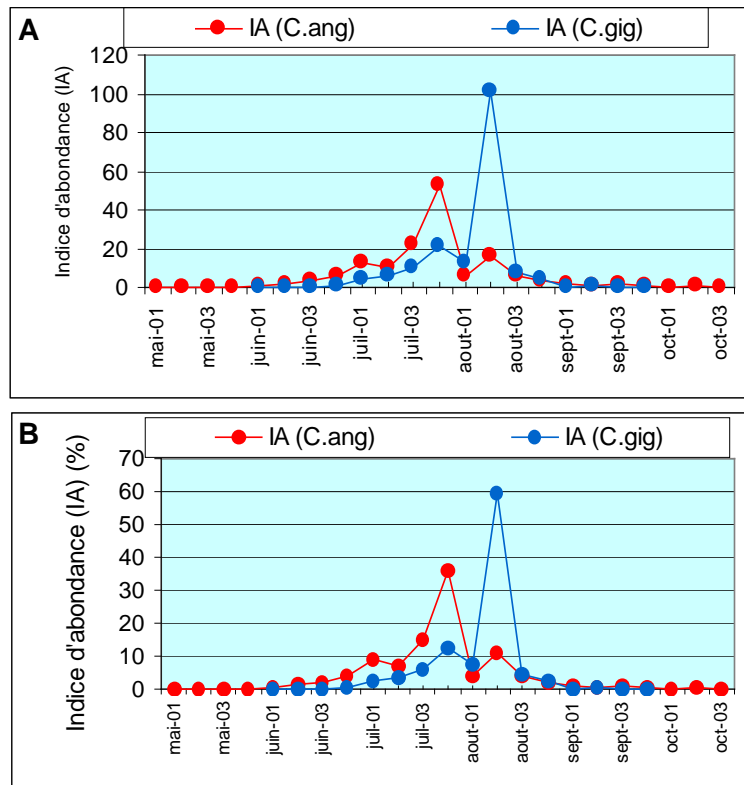 A
IA (C.ang) IA (C.gig)
Indice d'abondance (IA)
120
100
80
60
40
20
0
mai-01 mai-03 juin-01 juin-03 juil-01 juil-03 aout-01 aout-03 sept-01 sept-03 oct-01 oct-03
B
IA (C.ang) IA (C.gig)
Indice d'abondance (IA) (%)
70
60
50
40
30
20
10
0
mai-01 mai-03 juin-01 juin-03 juil-01 juil-03 aout-01 aout-03 sept-01 sept-03 oct-01 oct-03